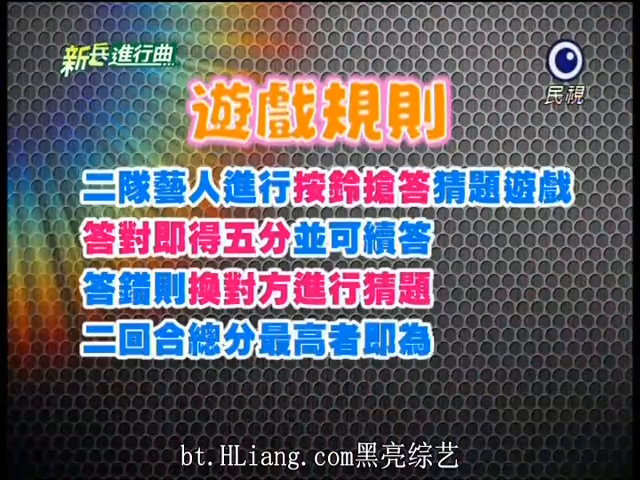 新兵進行曲
民視
遊戲規則
二隊藝人進行按鈴搶答猜題遊戲
答對即得五分並可續答
答錯則換對方進行猜題
二回合總分最高者即為
bt.HLiang.com黑亮综艺